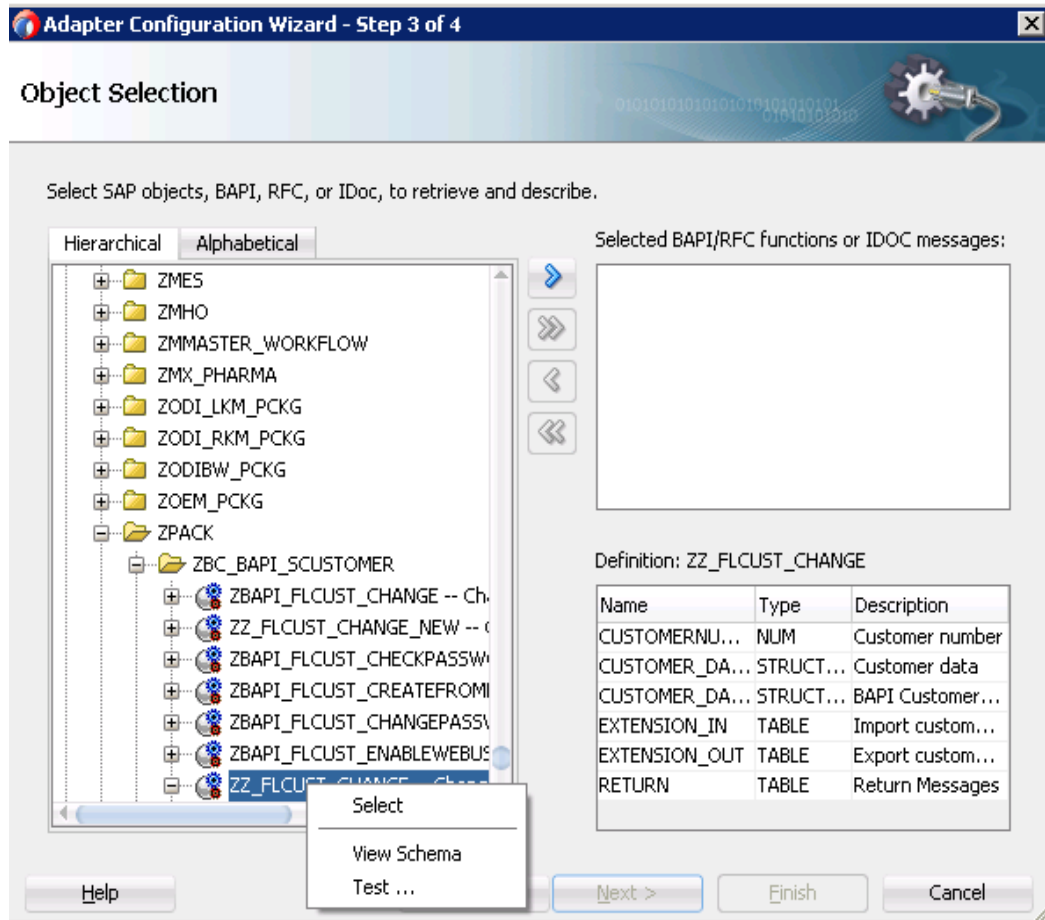 Adapter Configuration Wizard - Step 3 of 4
Object Selection
Select SAP objects, BAPI, RFC, or IDoc, to retrieve and describe.
Hierarchical Alphabetical
ZMES
ZMHO
ZMMASTER_WORKFLOW
ZMX_PHARMA
ZODI_LKM_PCKG
ZODI_RKM_PCKG
ZODIBW_PCKG
ZOEM_PCKG
ZPACK
ZBC_BAPI_SCUSTOMER
ZBAPI_FLCUST_CHANGE -- Ch
ZZ_FLCUST_CHANGE_NEW --
ZBAPI_FLCUST_CHECKPASSW
ZBAPI_FLCUST_CREATEFROM
ZBAPI_FLCUST_CHANGEPASS
ZBAPI_FLCUST_ENABLEWEBUS
ZZ_FLCUST_CHANGE
Select
View Schema
Test ...
Selected BAPI/RFC functions or IDOC messages:
Definition: ZZ_FLCUST_CHANGE
Name Type Description
CUSTOMERNU... NUM Customer number
CUSTOMER_DA... STRUCT... Customer data
CUSTOMER_DA... STRUCT... BAPI Customer...
EXTENSION_IN TABLE Import custom...
EXTENSION_OUT TABLE Export custom...
RETURN TABLE Return Messages
Help Next > Finish Cancel